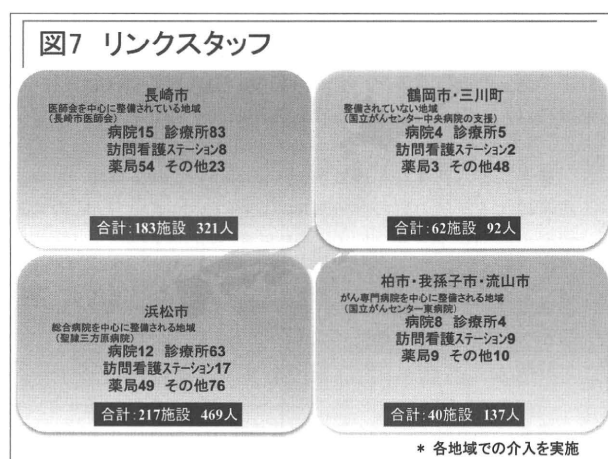 図7 リンクスタッフ
長崎市
医師会を中心に整備されている地域
(長崎市医師会)
病院15 診療所83
訪問看護ステーション8
薬局54 その他23
合計:183施設 321人
鶴岡市・三川町
整備されていない地域
(国立がんセンター中央病院の支援)
病院4 診療所5
訪問看護ステーション2
薬局3 その他48
合計:62施設 92人
浜松市
総合病院を中心に整備される地域
(聖隷三方原病院)
病院12 診療所63
訪問看護ステーション17
薬局49 その他76
合計:217施設 469人
柏市・我孫子市・流山市
がん専門病院を中心に整備される地域
(国立がんセンター東病院)
病院8 診療所4
訪問看護ステーション9
薬局9 その他10
合計:40施設 137人
* 各地域での介入を実施